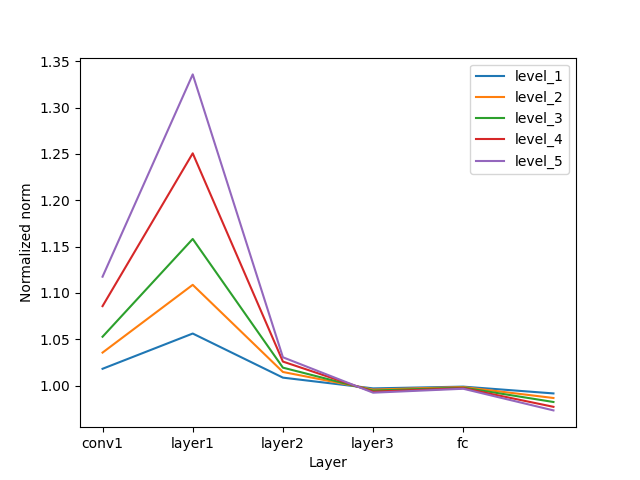 1.35
1.30
1.25
1.20
1.15
1.10
1.05
1.00
Normalized norm
level_1
level_2
level_3
level_4
level_5
conv1 layer1 layer2 layer3 fc
Layer